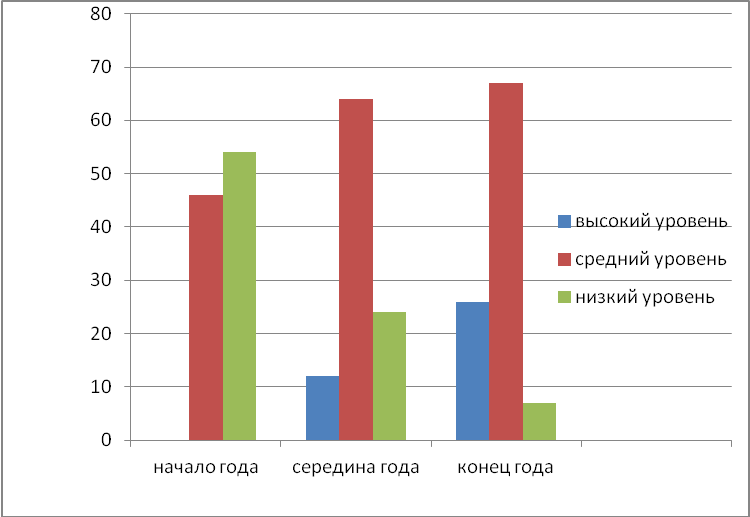 80
70
60
50
40
30
20
10
0
начало года
середина года
конец года
высокий уровень
средний уровень
низкий уровень